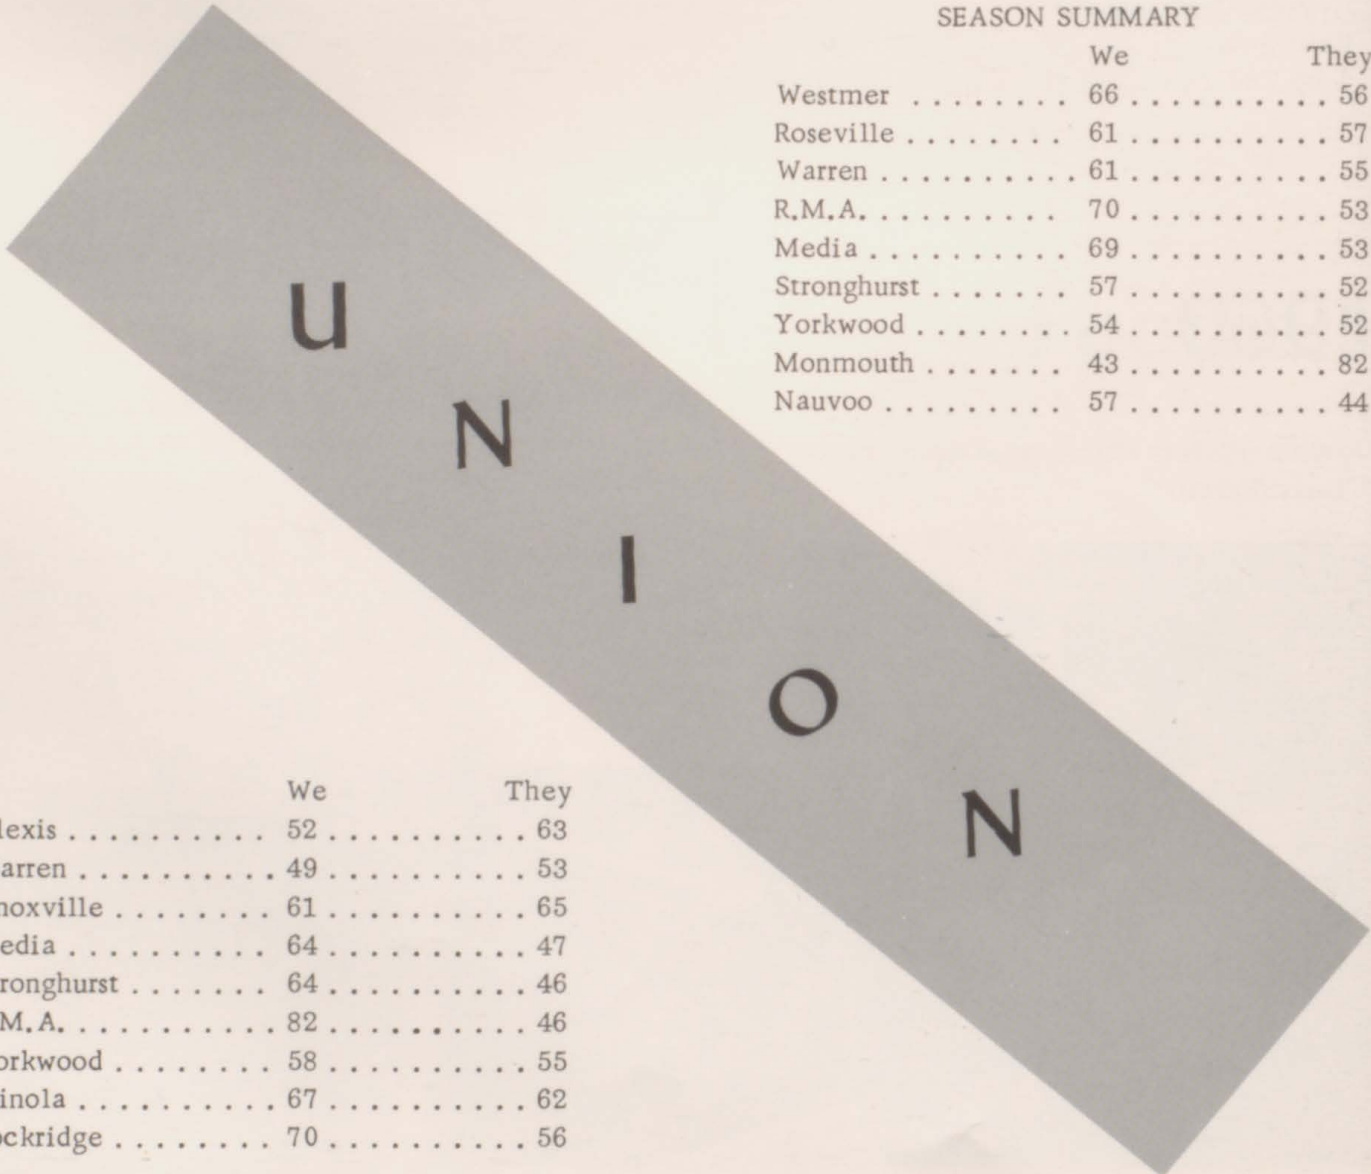 SEASON SUMMARY
We They
Westmer ........ 66 .......... 56
Roseville ........ 61 .......... 57
Warren .......... 61 .......... 55
R.M.A. .......... 70 .......... 53
Media .......... 69 .......... 53
Stronghurst ....... 57 .......... 52
Yorkwood ........ 54 .......... 52
Monmouth ....... 43 .......... 82
Nauvoo ......... 57 .......... 44
U
N
I
O
N
We They
lexis .......... 52 .......... 63
arren .......... 49 .......... 53
noxville ........ 61 .......... 65
edia .......... 64 .......... 47
ronghurst ....... 64 .......... 46
M.A. .......... 82 .......... 46
orkwood ........ 58 .......... 55
inola .......... 67 .......... 62
ockridge ........ 70 .......... 56